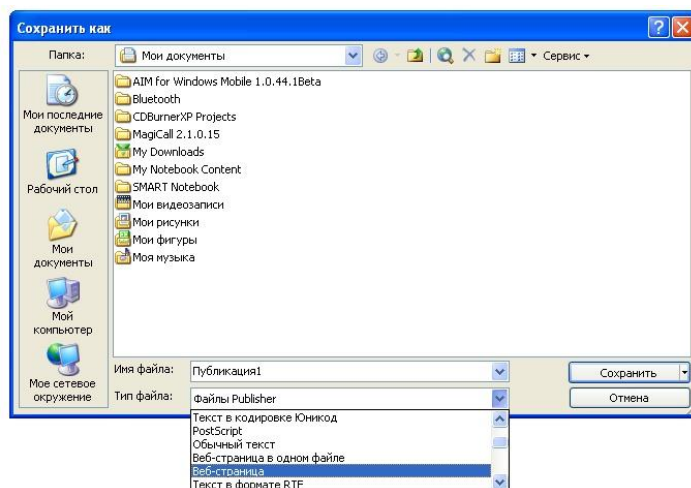 Сохранить как
Папка:
Мои документы
Сервис
Мои последние
документы
Рабочий стол
Мои
документы
Мой
компьютер
Мое сетевое
окружение
AIM for Windows Mobile 1.0.44.1Beta
Bluetooth
CDBurnerXP Projects
MagiCall 2.1.0.15
My Downloads
My Notebook Content
SMART Notebook
Мои видеозаписи
Мои рисунки
Мои фигуры
Моя музыка
Имя файла:
Публикация1
Сохранить
Тип файла:
Файлы Publisher
Отмена
Текст в кодировке Юникод
PostScript
Обычный текст
Веб-страница в одном файле
Веб-страница
Текст в формате RTF